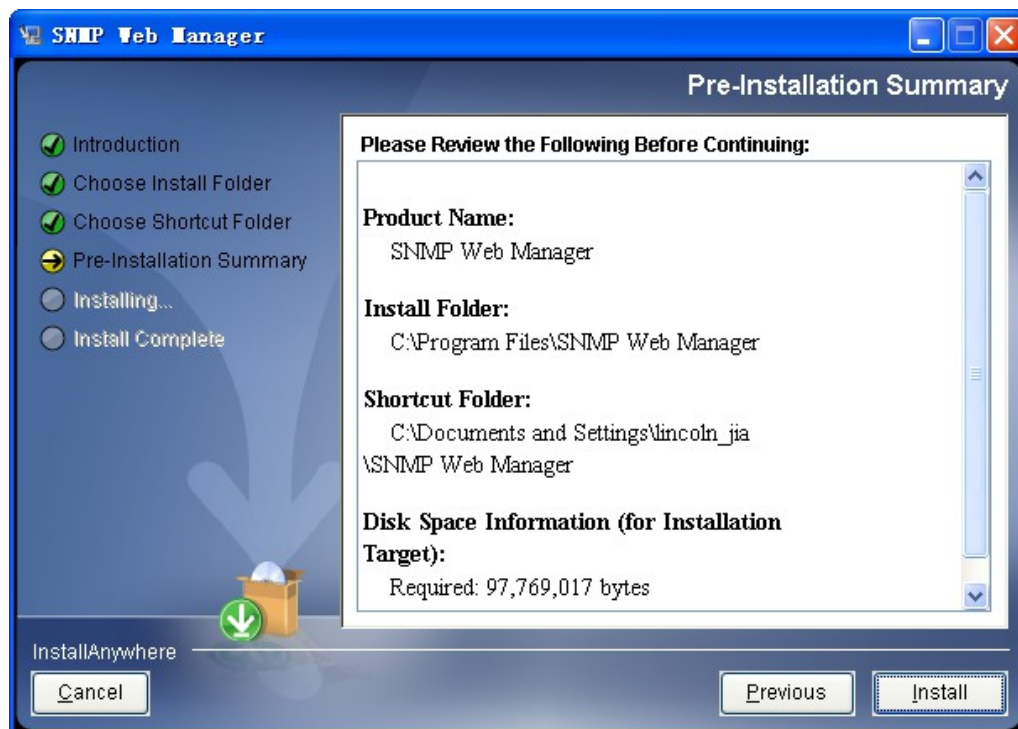 SNMP Web Manager
Pre-Installation Summary
Introduction
Choose Install Folder
Choose Shortcut Folder
Pre-Installation Summary
Installing...
Install Complete
Please Review the Following Before Continuing:
Product Name:
SNMP Web Manager
Install Folder:
C:\Program Files\SNMP Web Manager
Shortcut Folder:
C:\Documents and Settings\lincoln_jia
\SNMP Web Manager
Disk Space Information (for Installation
Target):
Required: 97,769,017 bytes
InstallAnywhere
Cancel
Previous
Install